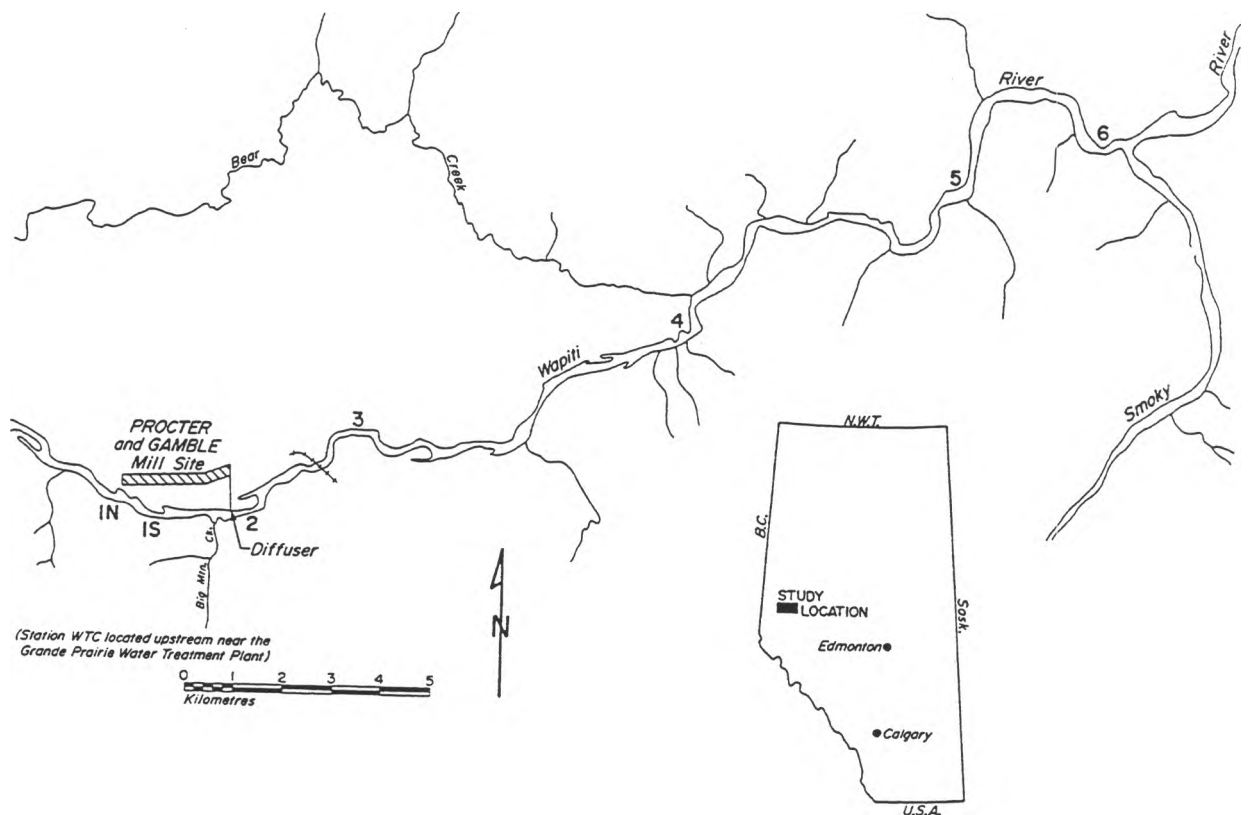 River
River
6
Bear
Creek
5
4
Wapiti
Smoky
3
PROCTER
and GAMBLE
Mill Site
1N
1S
2
Diffuser
Big Mtn. Ck.
N
(Station WTC located upstream near the
Grande Prairie Water Treatment Plant)
0 1 2 3 4 5
Kilometres
N.W.T.
B.C.
Sask.
STUDY
LOCATION
Edmonton
Calgary
U.S.A.